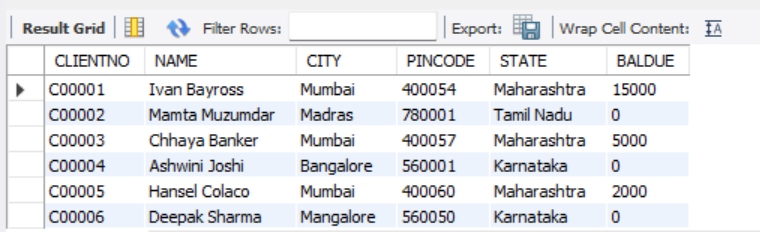 Result Grid Filter Rows: Export: Wrap Cell Content: IA
CLIENTNO NAME CITY PINCODE STATE BALDUE
C00001 Ivan Bayross Mumbai 400054 Maharashtra 15000
C00002 Mamta Muzumdar Madras 780001 Tamil Nadu 0
C00003 Chhaya Banker Mumbai 400057 Maharashtra 5000
C00004 Ashwini Joshi Bangalore 560001 Karnataka 0
C00005 Hansel Colaco Mumbai 400060 Maharashtra 2000
C00006 Deepak Sharma Mangalore 560050 Karnataka 0